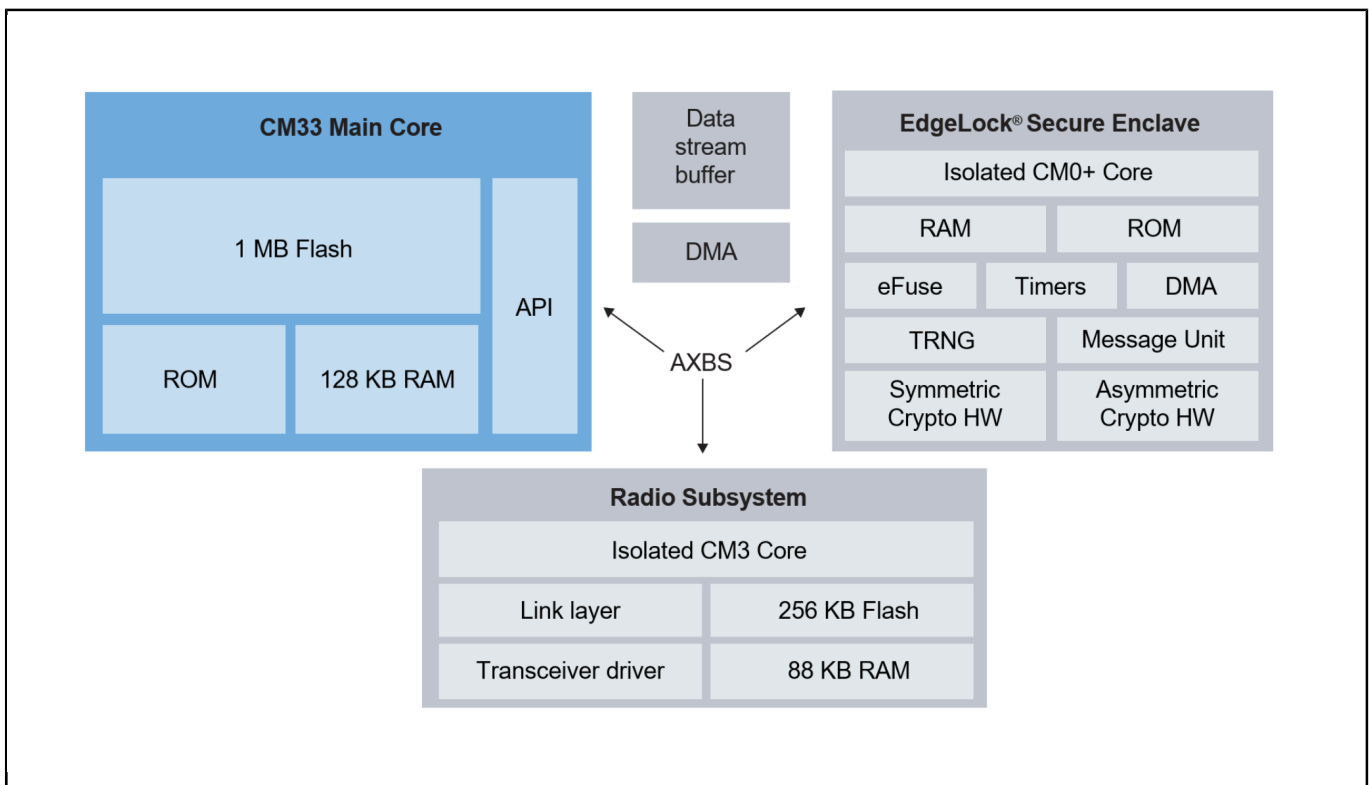 CM33 Main Core
1 MB Flash
API
ROM
128 KB RAM
Data
stream
buffer
DMA
AXBS
EdgeLock® Secure Enclave
Isolated CM0+ Core
RAM
ROM
eFuse
Timers
DMA
TRNG
Message Unit
Symmetric
Crypto HW
Asymmetric
Crypto HW
Radio Subsystem
Isolated CM3 Core
Link layer
256 KB Flash
Transceiver driver
88 KB RAM